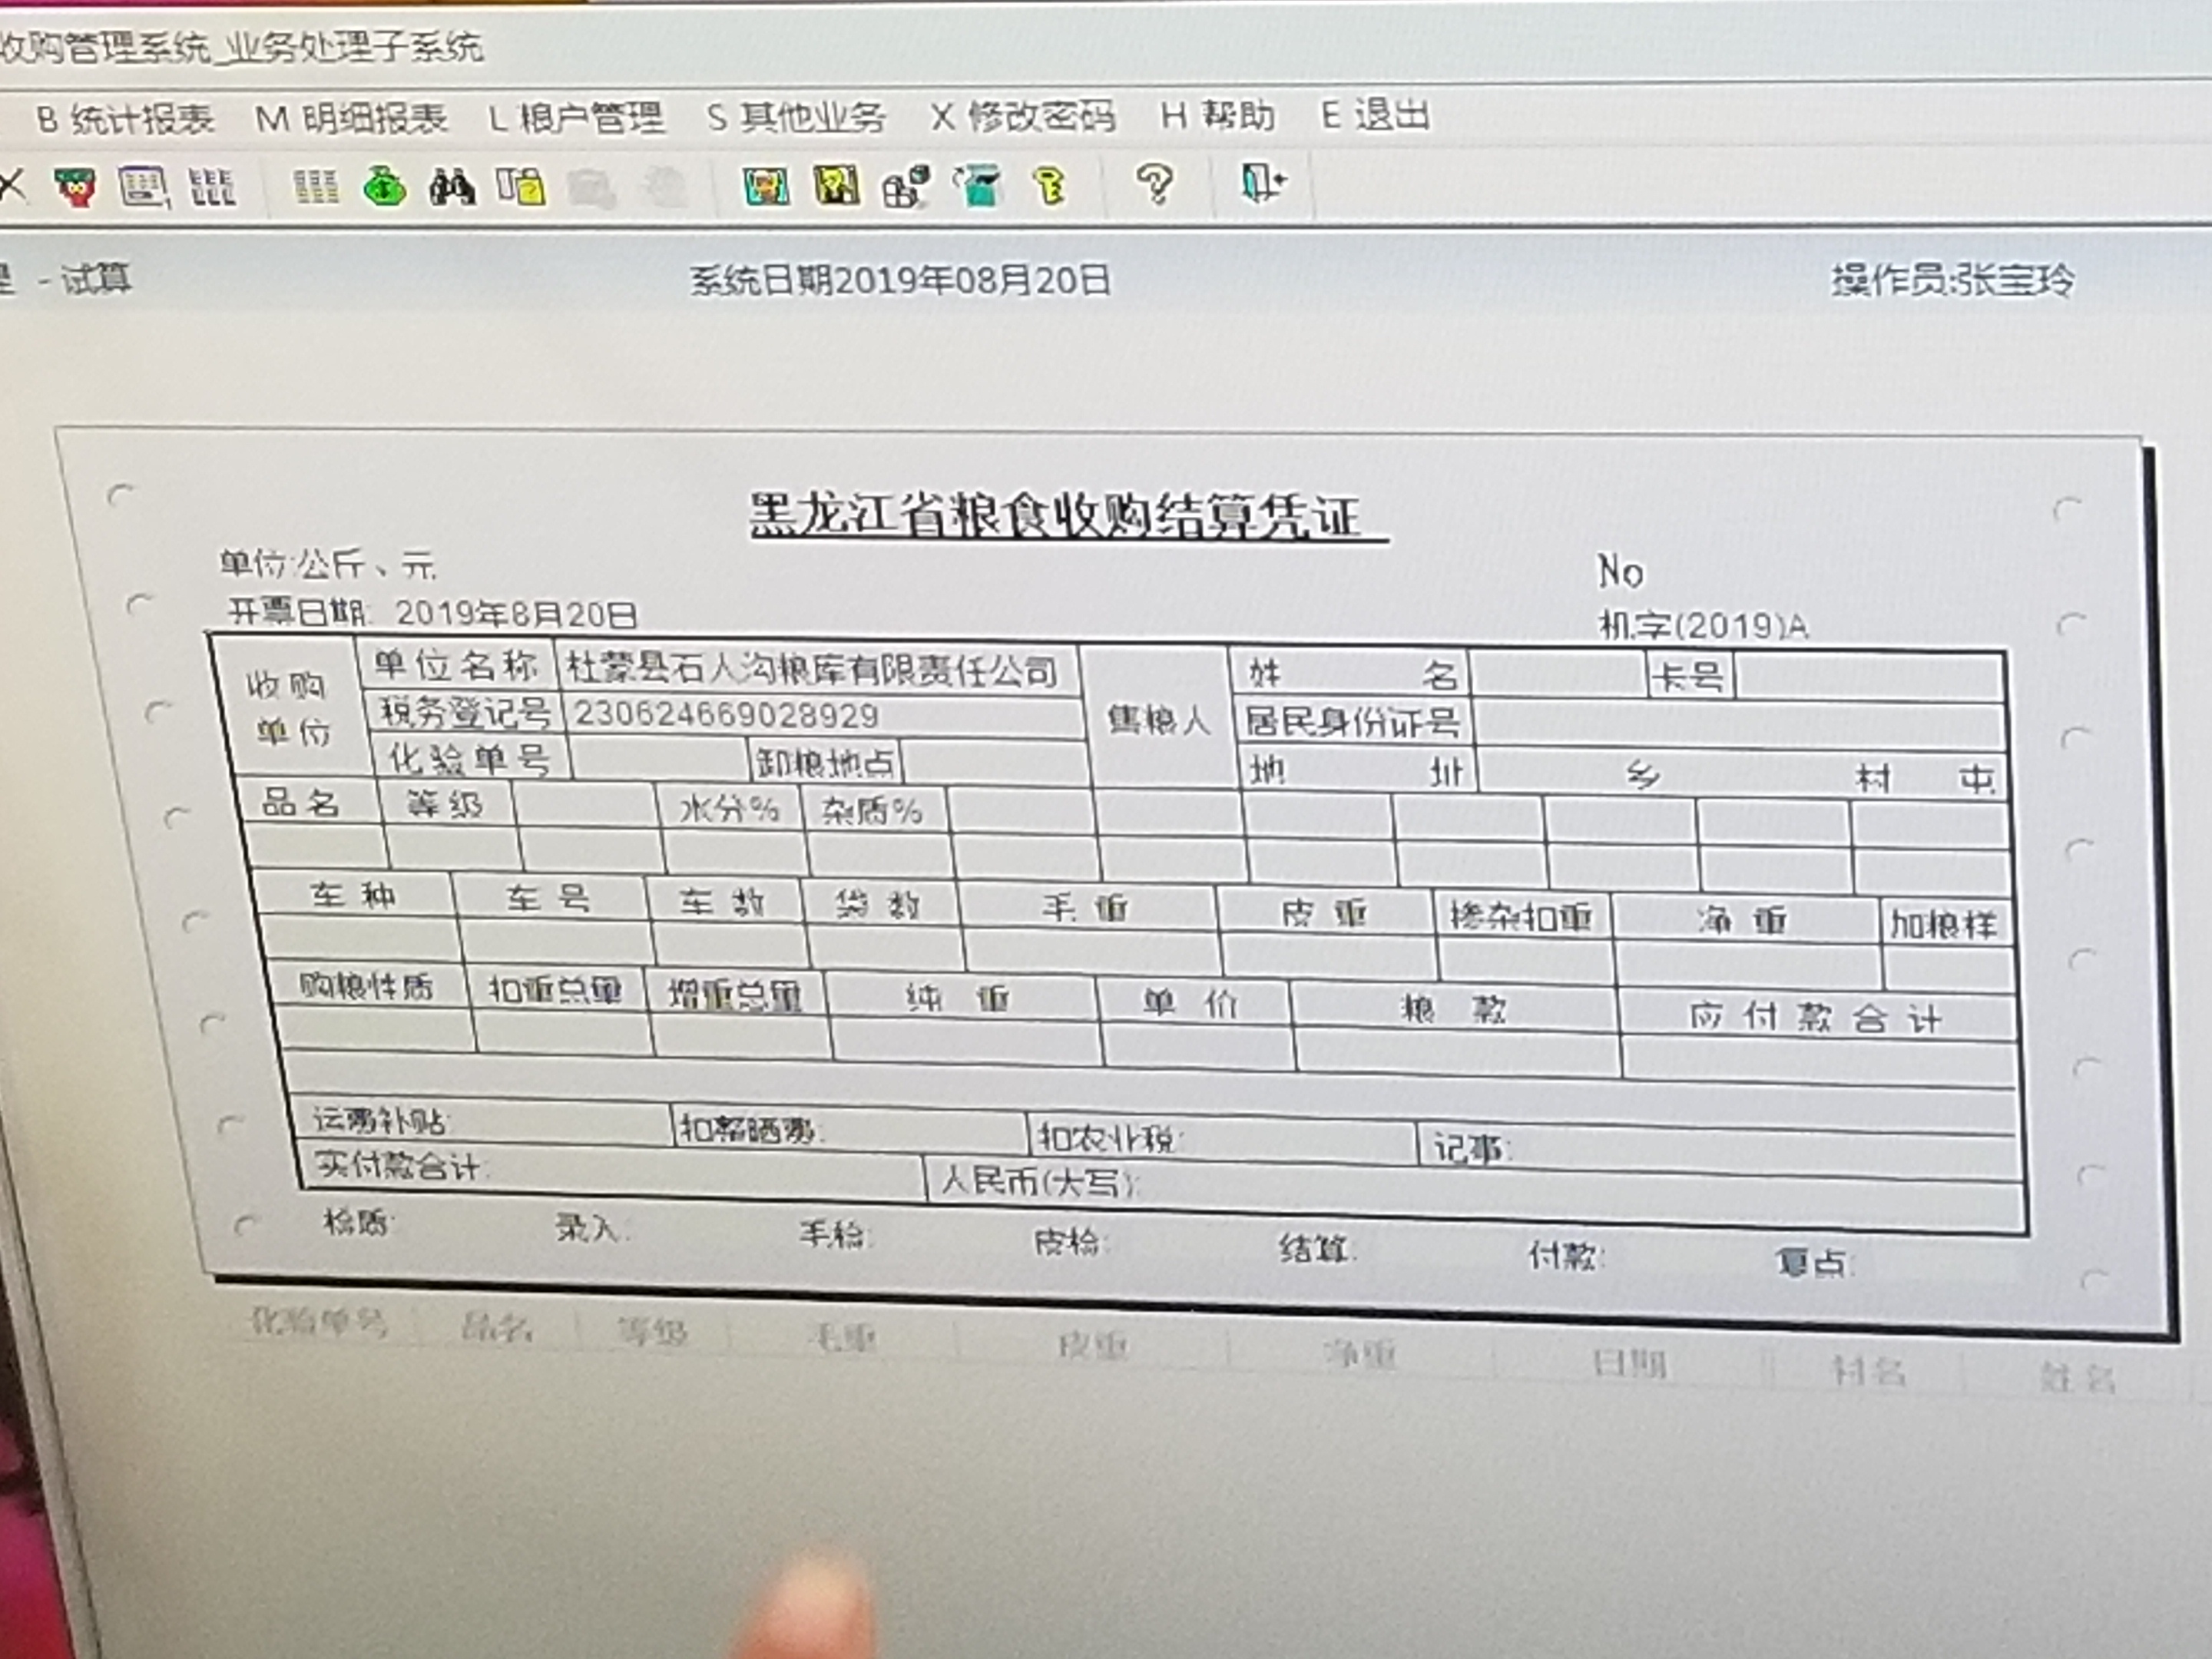 收购管理系统_业务处理子系统
B 统计报表 M 明细报表 L 粮户管理 S 其他业务 X 修改密码 H 帮助 E 退出
- 试算 系统日期2019年08月20日 操作员:张宝玲
黑龙江省粮食收购结算凭证
单位:公斤、元 No
开票日期: 2019年8月20日 机字(2019)A
收购单位 单位名称 杜蒙县石人沟粮库有限责任公司 售粮人 姓名 卡号
税务登记号 230624669028929 居民身份证号
化验单号 卸粮地点 地址 乡 村 屯
品名 等级 水分% 杂质%
车种 车号 车数 袋数 毛重 皮重 掺杂扣重 净重 加粮样
购粮性质 扣重总量 增重总量 纯重 单价 粮款 应付款合计
运费补贴: 扣整晒费: 扣农业税: 记事:
实付款合计: 人民币(大写):
检质: 录入: 毛检: 皮检: 结算: 付款: 复点:
化验单号 品名 等级 毛重 皮重 净重 日期 村名 姓名